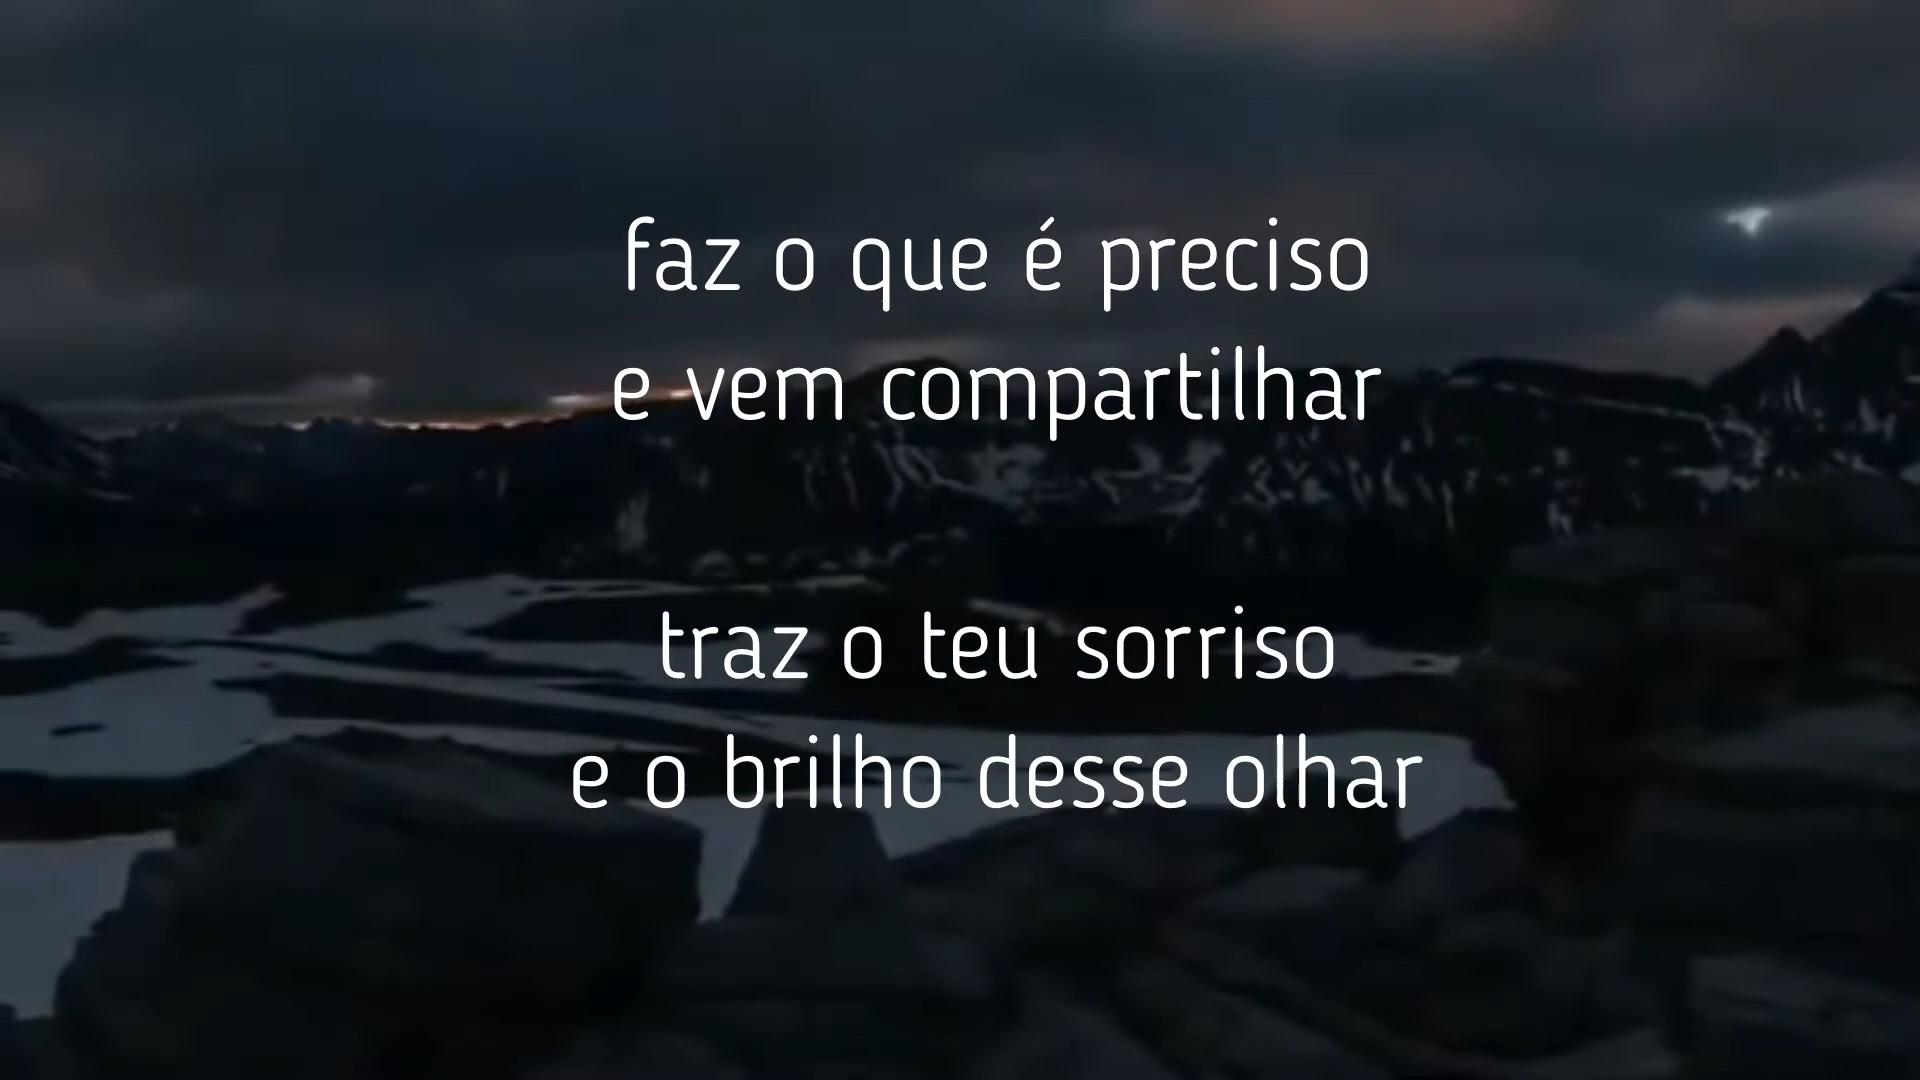 faz o que é preciso
e vem compartilhar
traz o teu sorriso
e o brilho desse olhar